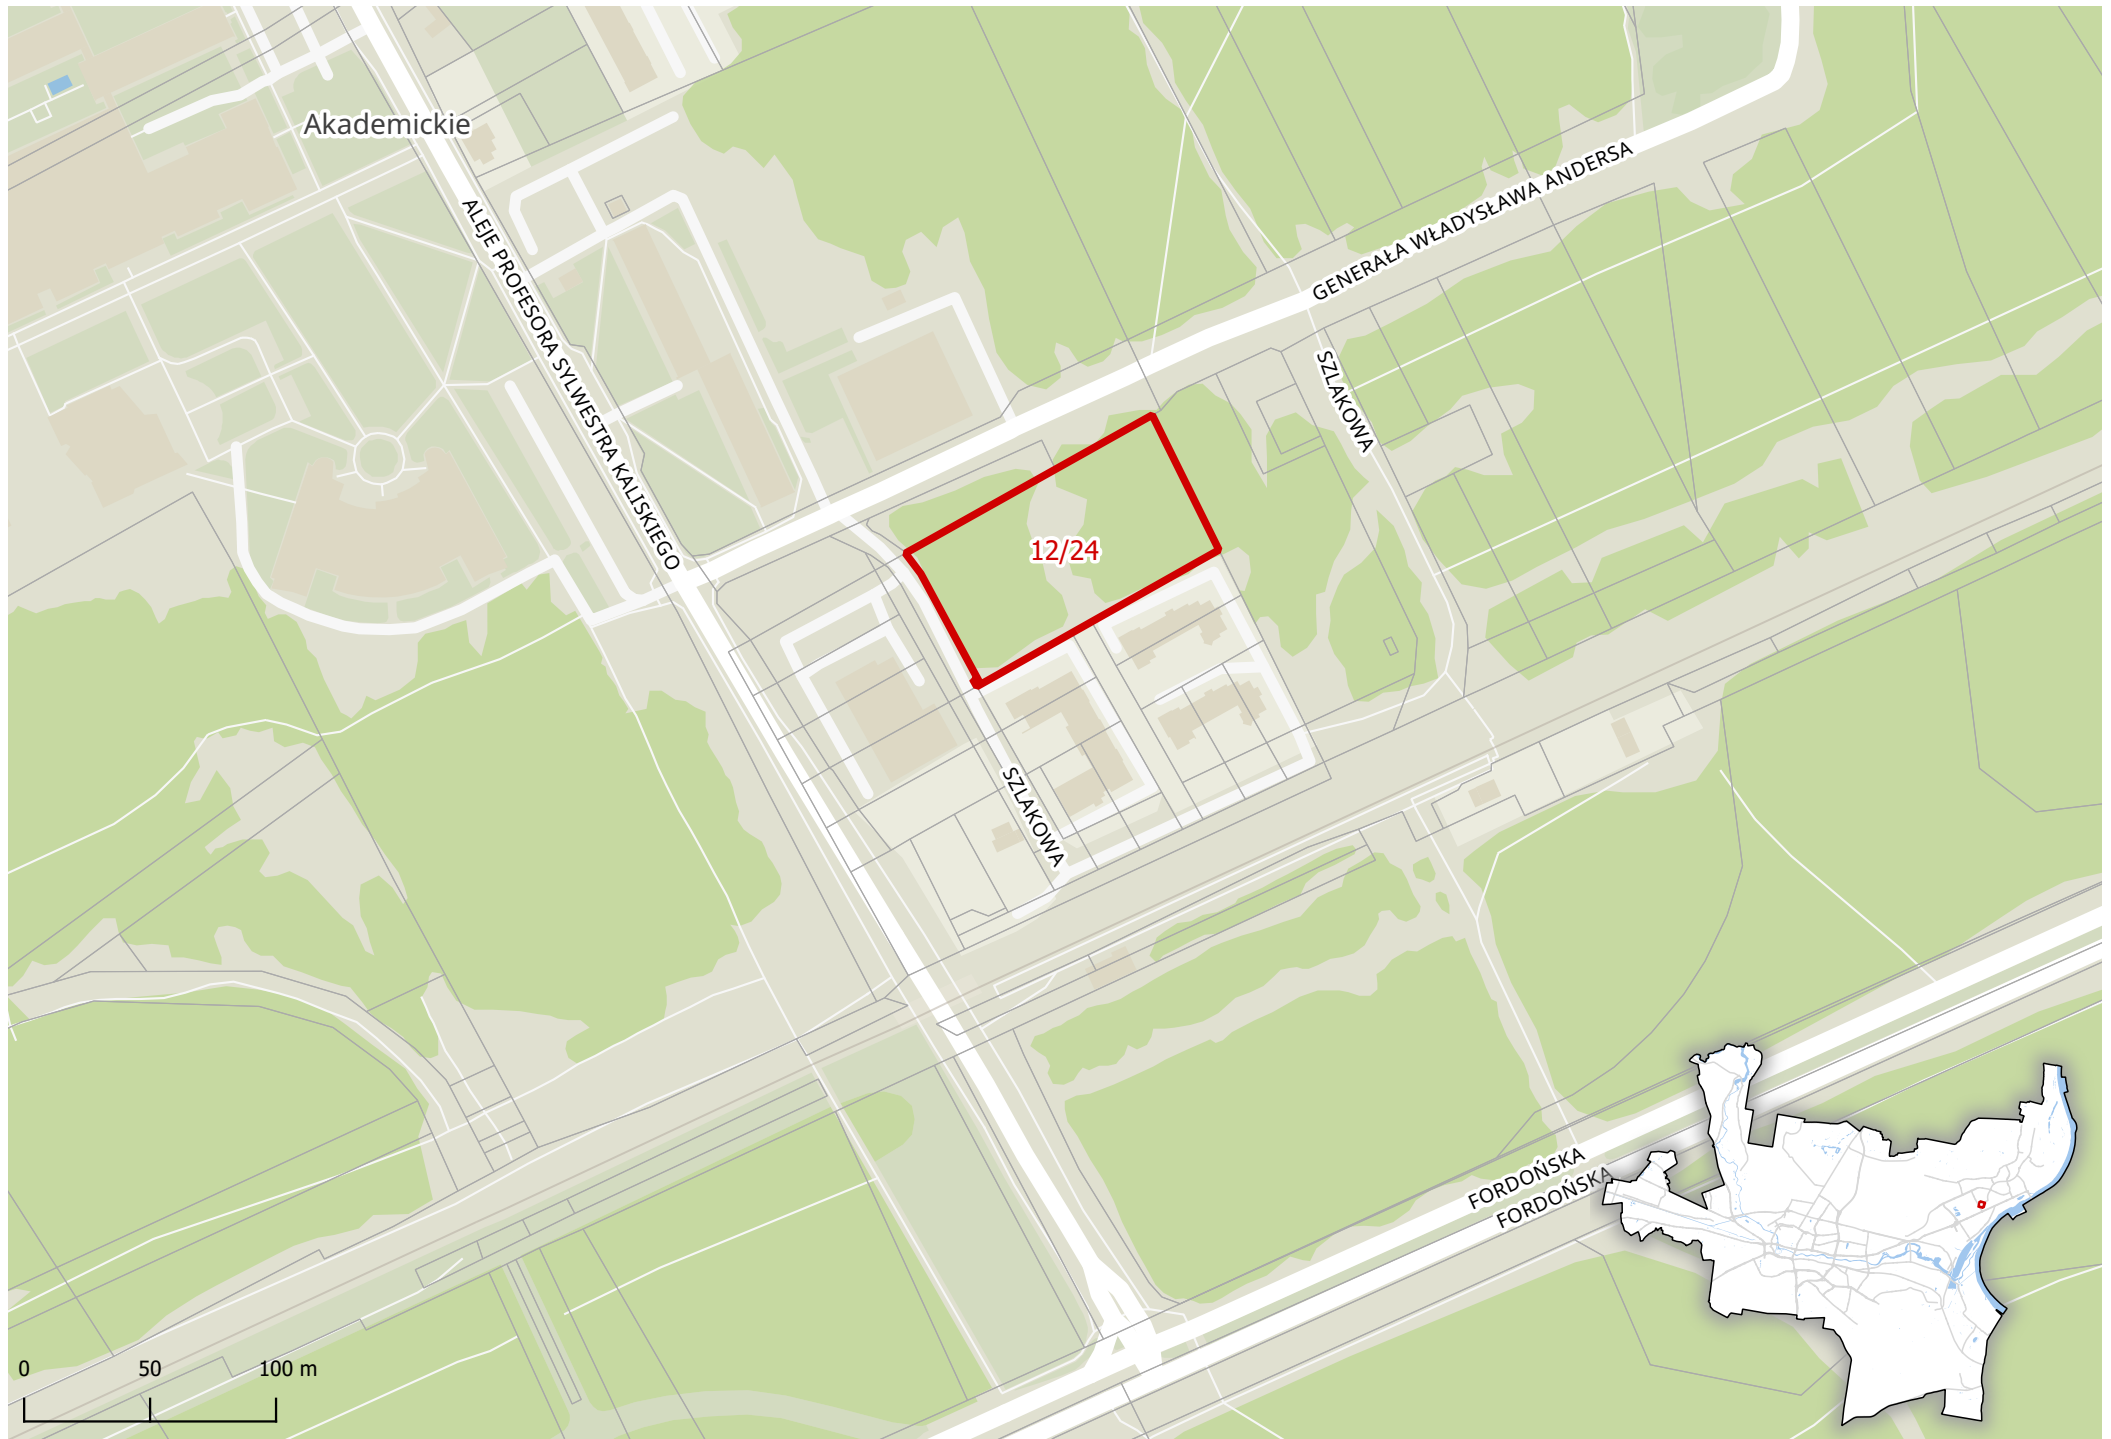 Akademickie
ALEJE PROFESORA SYLWESTRA KALISKIEGO
GENERAŁA WŁADYSŁAWA ANDERSA
SZLAKOWA
12/24
SZLAKOWA
FORDOŃSKA
FORDOŃSKA
0 50 100 m